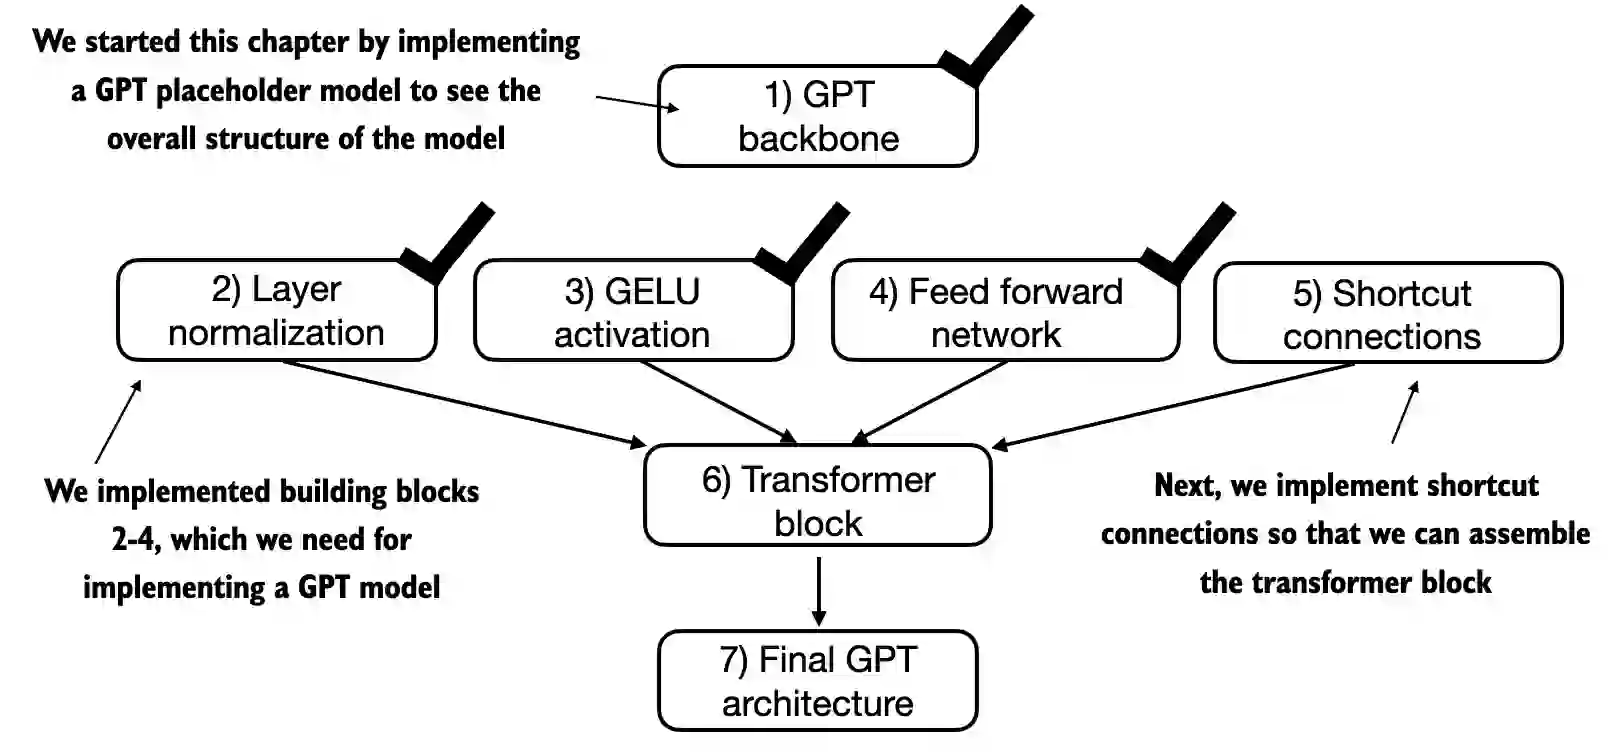 We started this chapter by implementing
a GPT placeholder model to see the
overall structure of the model
1) GPT
backbone
2) Layer
normalization
3) GELU
activation
4) Feed forward
network
5) Shortcut
connections
We implemented building blocks
2-4, which we need for
implementing a GPT model
6) Transformer
block
Next, we implement shortcut
connections so that we can assemble
the transformer block
7) Final GPT
architecture